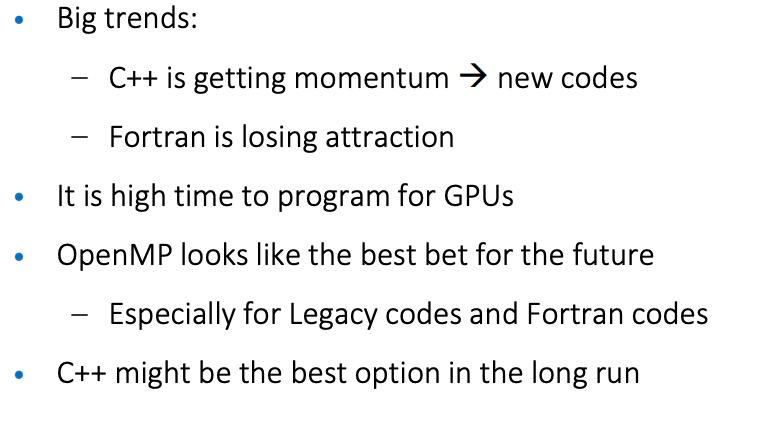 • Big trends:
– C++ is getting momentum → new codes
– Fortran is losing attraction
• It is high time to program for GPUs
• OpenMP looks like the best bet for the future
– Especially for Legacy codes and Fortran codes
• C++ might be the best option in the long run